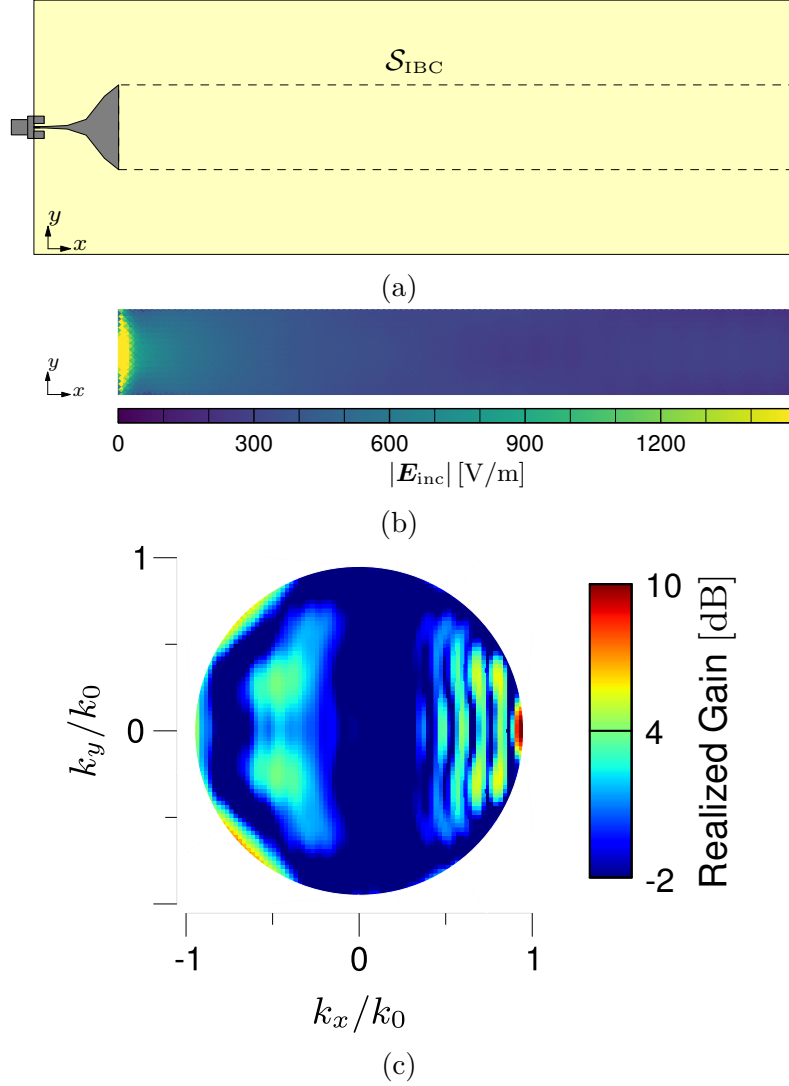 S_IBC
y
x
(a)
y
x
0 300 600 900 1200
|E_inc| [V/m]
(b)
1
0
k_y/k_0
-1 0 1
k_x/k_0
10
4
-2
Realized Gain [dB]
(c)